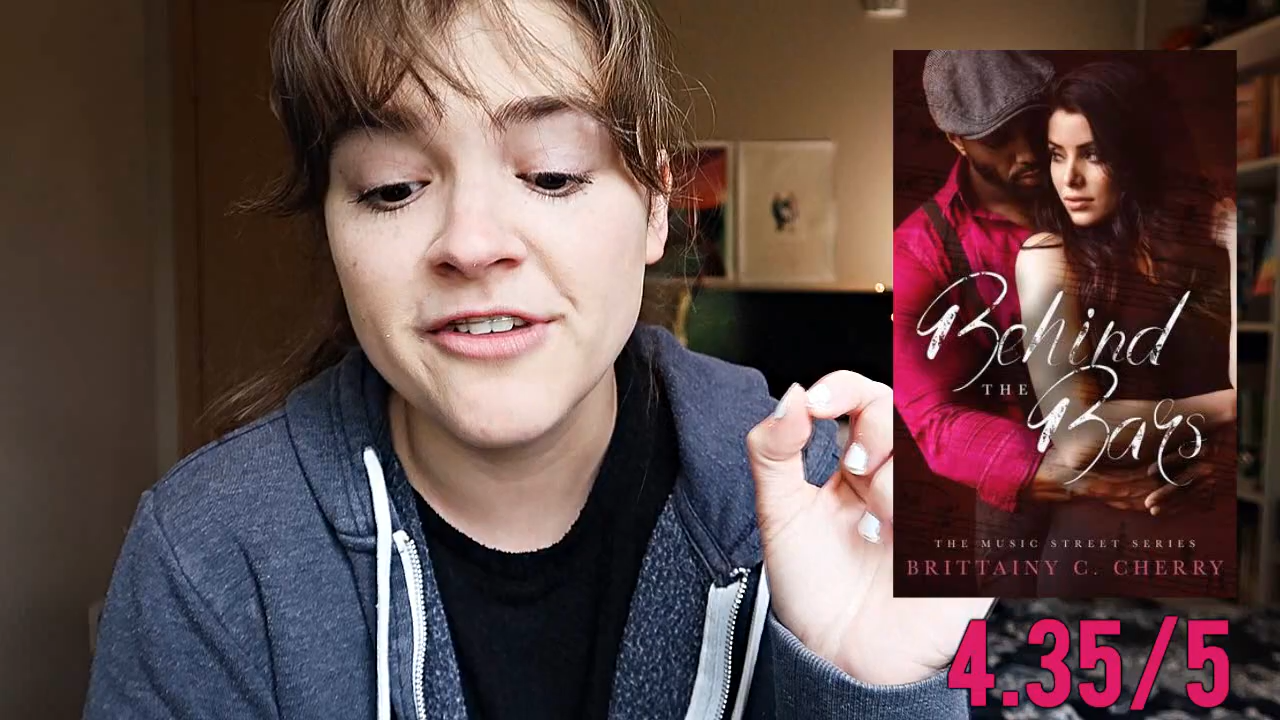 Behind
THE
Bars
THE MUSIC STREET SERIES
BRITTAINY C. CHERRY
4.35/5